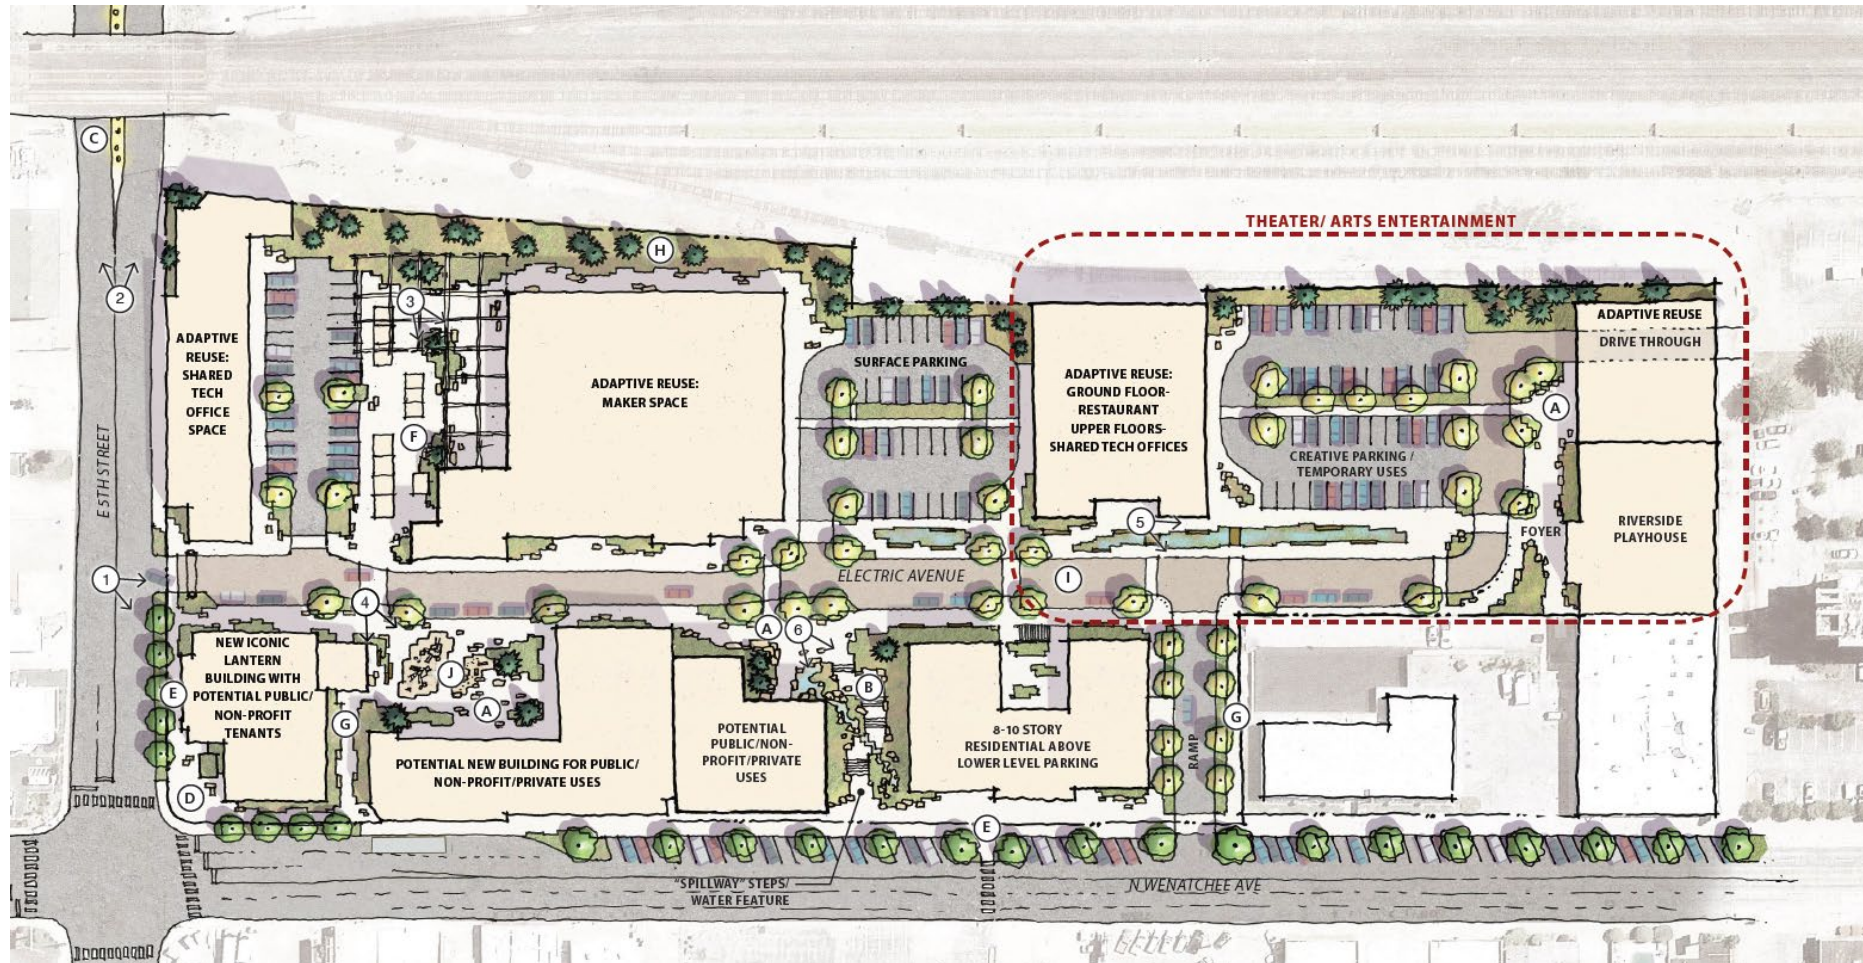 C
THEATER/ ARTS ENTERTAINMENT
H
2
3
ADAPTIVE REUSE
DRIVE THROUGH
ADAPTIVE
REUSE:
SHARED
TECH
OFFICE
SPACE
SURFACE PARKING
ADAPTIVE REUSE:
MAKER SPACE
ADAPTIVE REUSE:
GROUND FLOOR-
RESTAURANT
UPPER FLOORS-
SHARED TECH OFFICES
A
F
CREATIVE PARKING /
TEMPORARY USES
E 5TH STREET
5
FOYER
RIVERSIDE
PLAYHOUSE
1
ELECTRIC AVENUE
I
4
A
6
NEW ICONIC
LANTERN
BUILDING WITH
POTENTIAL PUBLIC/
NON-PROFIT
TENANTS
E
J
A
B
G
G
POTENTIAL
PUBLIC/NON-
PROFIT/PRIVATE
USES
8-10 STORY
RESIDENTIAL ABOVE
LOWER LEVEL PARKING
RAMP
POTENTIAL NEW BUILDING FOR PUBLIC/
NON-PROFIT/PRIVATE USES
D
E
"SPILLWAY" STEPS/
WATER FEATURE
N WENATCHEE AVE